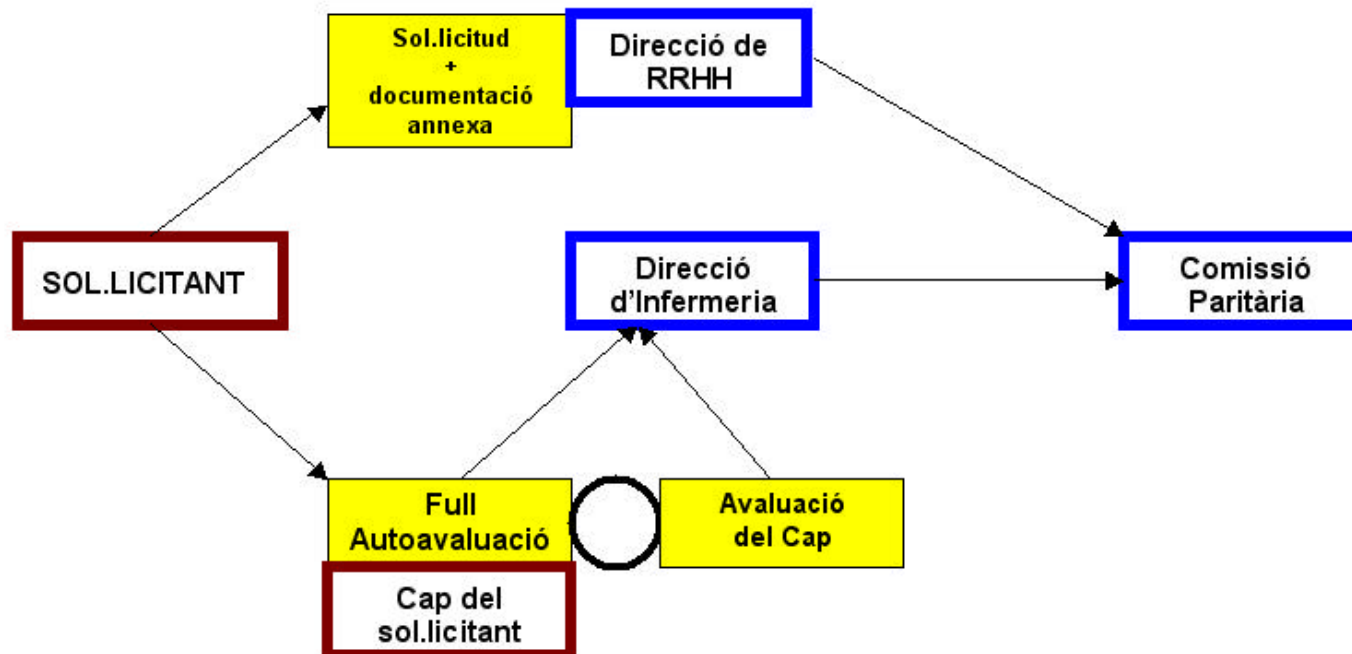 Sol.licitud
+
documentació
annexa
Direcció de
RRHH
SOL.LICITANT
Direcció
d'Infermeria
Comissió
Paritària
Full
Autoavaluació
Avaluació
del Cap
Cap del
sol.licitant